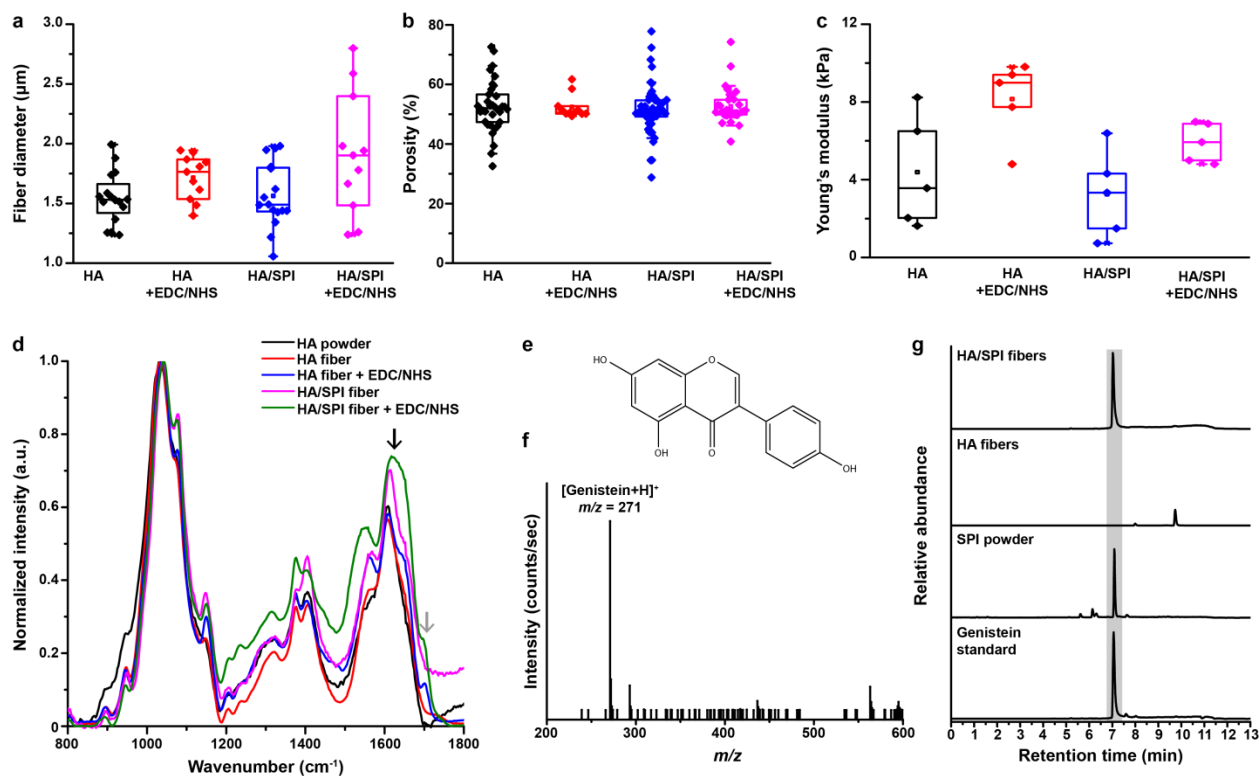 a
Fiber diameter (µm)
3.0
2.5
2.0
1.5
1.0
HA
HA
+EDC/NHS
HA/SPI
HA/SPI
+EDC/NHS
b
Porosity (%)
80
60
40
20
0
HA
HA
+EDC/NHS
HA/SPI
HA/SPI
+EDC/NHS
c
Young's modulus (kPa)
12
8
4
0
HA
HA
+EDC/NHS
HA/SPI
HA/SPI
+EDC/NHS
d
HA powder
HA fiber
HA fiber + EDC/NHS
HA/SPI fiber
HA/SPI fiber + EDC/NHS
Normalized intensity (a.u.)
1.0
0.8
0.6
0.4
0.2
0
800 1000 1200 1400 1600 1800
Wavenumber (cm⁻¹)
e
HO
O
OH
O
OH
f
[Genistein+H]⁺
m/z = 271
Intensity (counts/sec)
200 300 400 500 600
m/z
g
Relative abundance
HA/SPI fibers
HA fibers
SPI powder
Genistein
standard
0 1 2 3 4 5 6 7 8 9 10 11 12 13
Retention time (min)